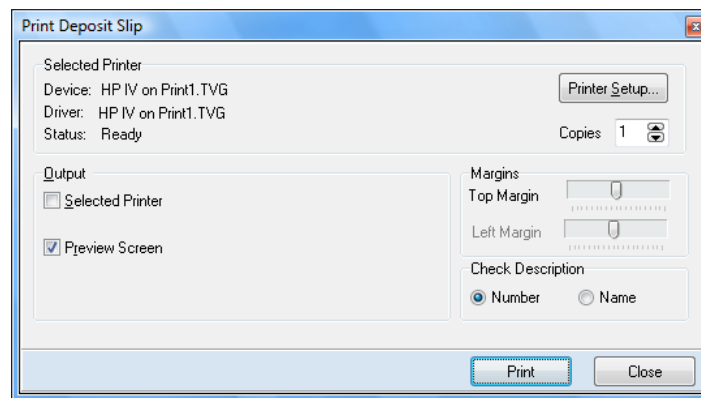 Print Deposit Slip
Selected Printer
Device: HP IV on Print1.TVG
Driver: HP IV on Print1.TVG
Status: Ready
Printer Setup...
Copies 1
Output
Selected Printer
Preview Screen
Margins
Top Margin
Left Margin
Check Description
Number Name
Print Close